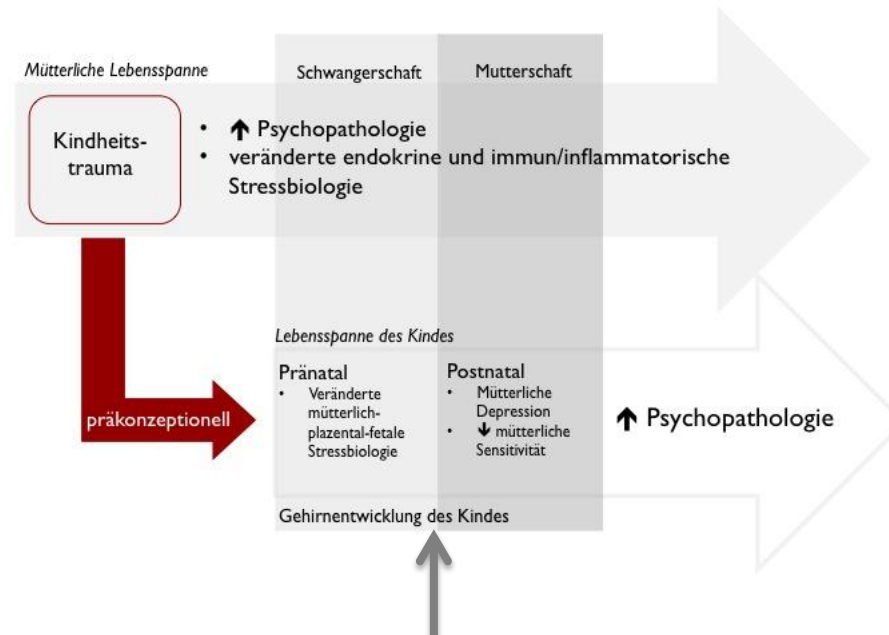 Mütterliche Lebensspanne
Schwangerschaft
Mutterschaft
Kindheits-
trauma
• ↑ Psychopathologie
• veränderte endokrine und immun/inflammatorische
Stressbiologie
Lebensspanne des Kindes
präkonzeptionell
Pränatal
• Veränderte
mütterlich-
plazental-fetale
Stressbiologie
Postnatal
• Mütterliche
Depression
• ↓ mütterliche
Sensitivität
↑ Psychopathologie
Gehirnentwicklung des Kindes